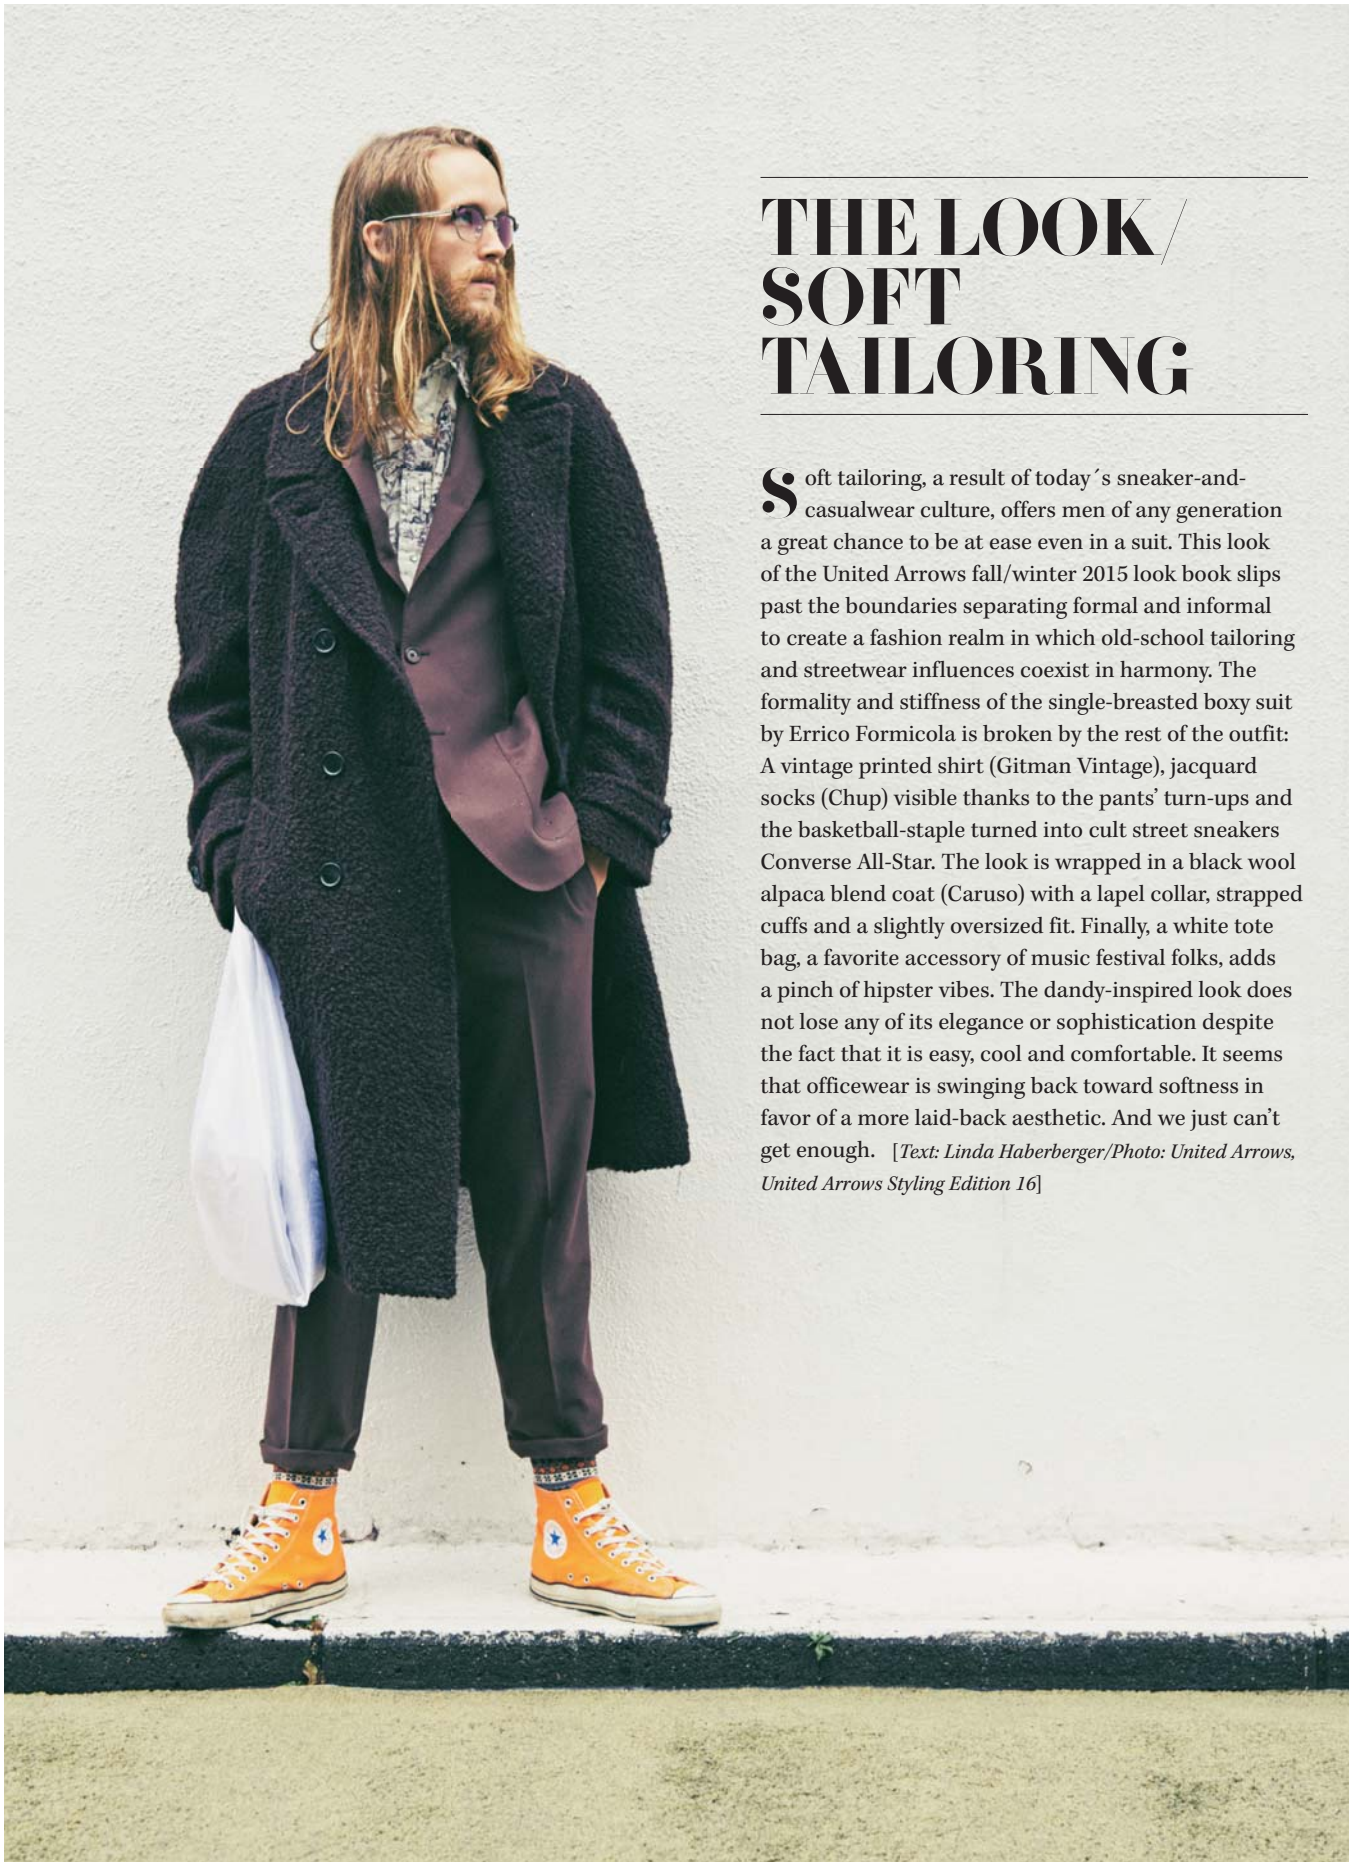 THE LOOK/
SOFT
TAILORING
Soft tailoring, a result of today´s sneaker-and-
casualwear culture, offers men of any generation
a great chance to be at ease even in a suit. This look
of the United Arrows fall/winter 2015 look book slips
past the boundaries separating formal and informal
to create a fashion realm in which old-school tailoring
and streetwear influences coexist in harmony. The
formality and stiffness of the single-breasted boxy suit
by Errico Formicola is broken by the rest of the outfit:
A vintage printed shirt (Gitman Vintage), jacquard
socks (Chup) visible thanks to the pants’ turn-ups and
the basketball-staple turned into cult street sneakers
Converse All-Star. The look is wrapped in a black wool
alpaca blend coat (Caruso) with a lapel collar, strapped
cuffs and a slightly oversized fit. Finally, a white tote
bag, a favorite accessory of music festival folks, adds
a pinch of hipster vibes. The dandy-inspired look does
not lose any of its elegance or sophistication despite
the fact that it is easy, cool and comfortable. It seems
that officewear is swinging back toward softness in
favor of a more laid-back aesthetic. And we just can’t
get enough. [Text: Linda Haberberger/Photo: United Arrows,
United Arrows Styling Edition 16]